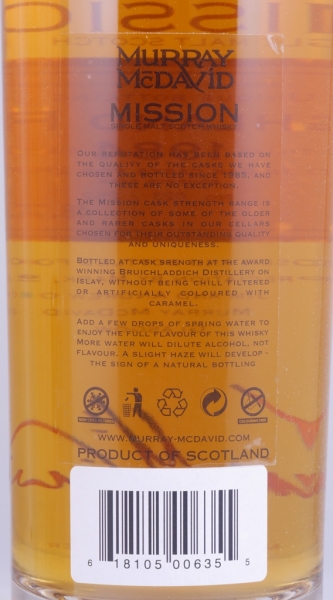 MURRAY
MCDAVID
MISSION
SINGLE MALT SCOTCH WHISKY
OUR REPUTATION HAS BEEN BASED ON
THE QUALITY OF THE CASKS WE HAVE
CHOSEN AND BOTTLED SINCE 1985, AND
THESE ARE NO EXCEPTION.
THE MISSION CASK STRENGTH RANGE IS
A COLLECTION OF SOME OF THE OLDER
AND RARER CASKS IN OUR CELLARS
CHOSEN FOR THEIR OUTSTANDING QUALITY
AND UNIQUENESS.
BOTTLED AT CASK SRENGTH AT THE AWARD
WINNING BRUICHLADDICH DISTILLERY ON
ISLAY, WITHOUT BEING CHILL FILTERED
OR ARTIFICIALLY COLOURED WITH
CARAMEL.
ADD A FEW DROPS OF SPRING WATER TO
ENJOY THE FULL FLAVOUR OF THIS WHISKY
MORE WATER WILL DILUTE ALCOHOL, NOT
FLAVOUR. A SLIGHT HAZE WILL DEVELOP -
THE SIGN OF A NATURAL BOTTLING
WWW.MURRAY-MCDAVID.COM
PRODUCT OF SCOTLAND
6 18105 00635 5